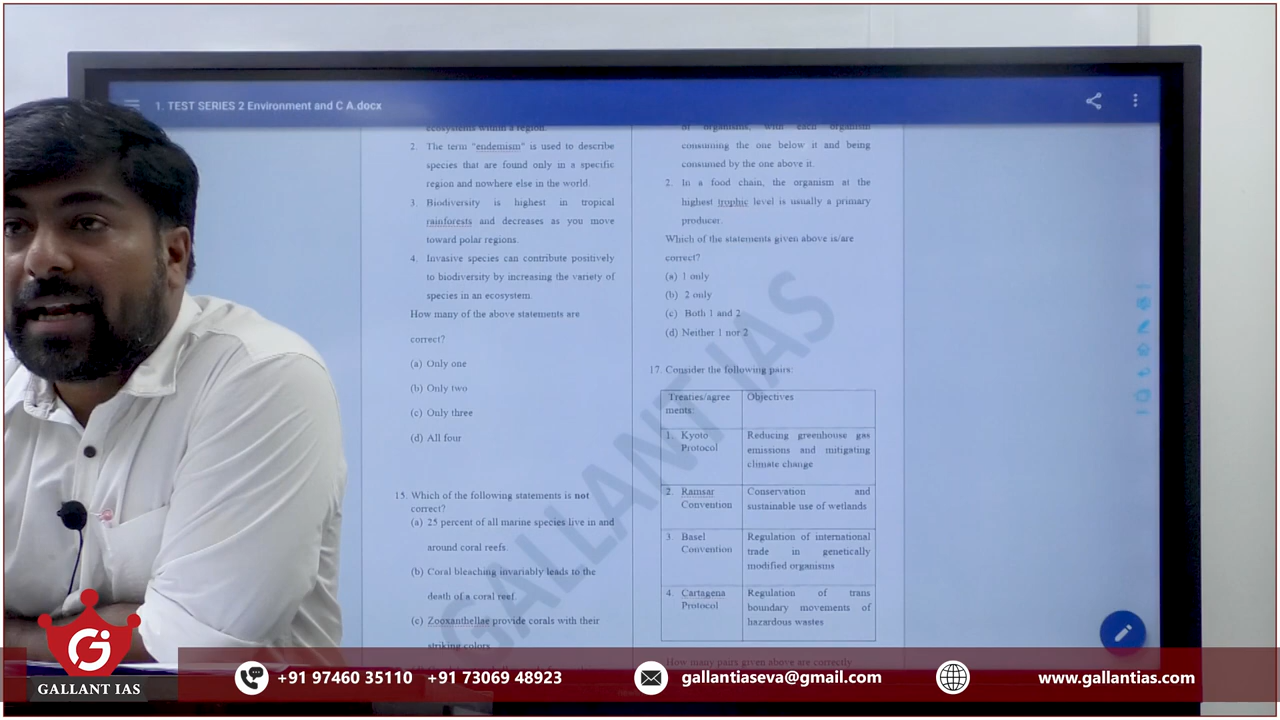 1. TEST SERIES 2 Environment and C A.docx
ecosystems within a region.
2. The term "endemism" is used to describe
species that are found only in a specific
region and nowhere else in the world.
3. Biodiversity is highest in tropical
rainforests and decreases as you move
toward polar regions.
4. Invasive species can contribute positively
to biodiversity by increasing the variety of
species in an ecosystem.
How many of the above statements are
correct?
(a) Only one
(b) Only two
(c) Only three
(d) All four
15. Which of the following statements is not
correct?
(a) 25 percent of all marine species live in and
around coral reefs.
(b) Coral bleaching invariably leads to the
death of a coral reef.
(c) Zooxanthellae provide corals with their
striking colors
of organisms, with each organism
consuming the one below it and being
consumed by the one above it.
2. In a food chain, the organism at the
highest trophic level is usually a primary
producer.
Which of the statements given above is/are
correct?
(a) 1 only
(b) 2 only
(c) Both 1 and 2
(d) Neither 1 nor 2
17. Consider the following pairs:
Treaties/agree
ments:
Objectives
1. Kyoto
Protocol
Reducing greenhouse gas
emissions and mitigating
climate change
2. Ramsar
Convention
Conservation and
sustainable use of wetlands
3. Basel
Convention
Regulation of international
trade in genetically
modified organisms
4. Cartagena
Protocol
Regulation of trans
boundary movements of
hazardous wastes
How many pairs given above are correctly
GALLANT IAS
Gi
GALLANT IAS
+91 97460 35110 +91 73069 48923
gallantiaseva@gmail.com
www.gallantias.com